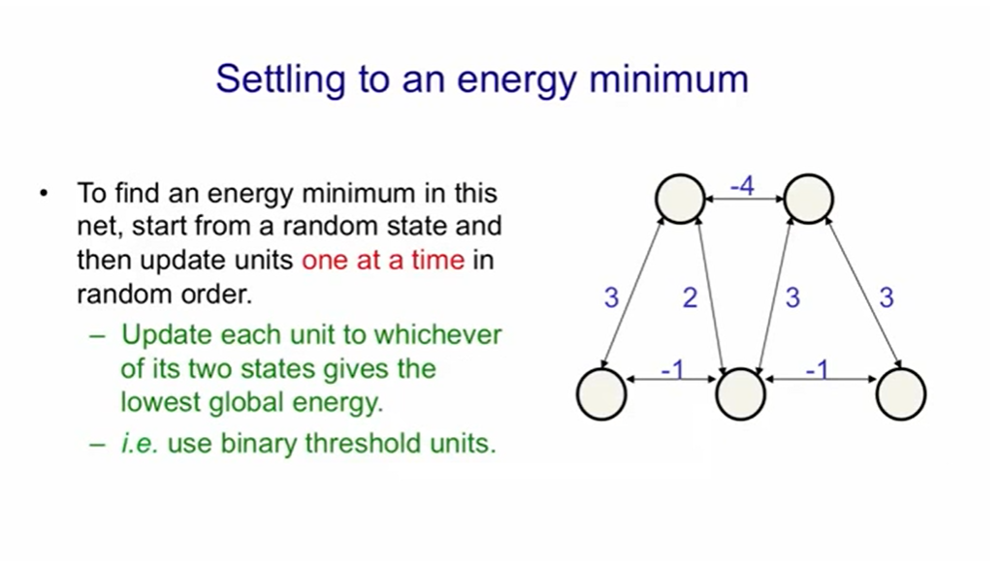 Settling to an energy minimum
• To find an energy minimum in this
net, start from a random state and
then update units one at a time in
random order.
– Update each unit to whichever
of its two states gives the
lowest global energy.
– i.e. use binary threshold units.
-4
3 2 3 3
-1 -1